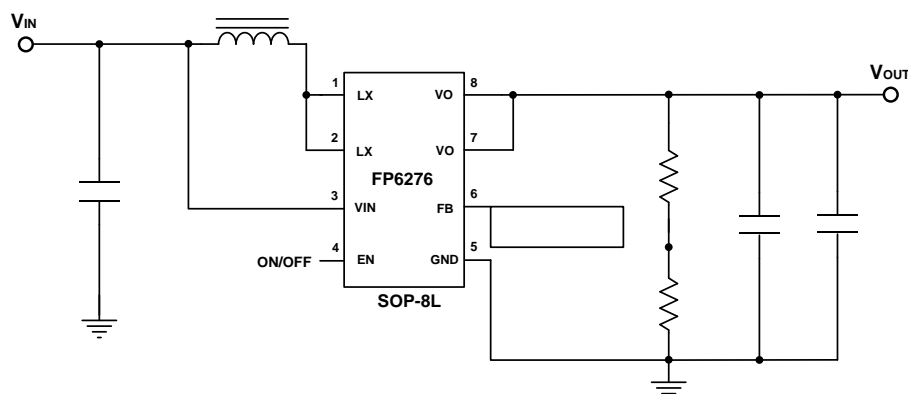 VIN
VOUT
1
LX
VO
8
2
LX
VO
7
FP6276
3
VIN
FB
6
ON/OFF
4
EN
GND
5
SOP-8L